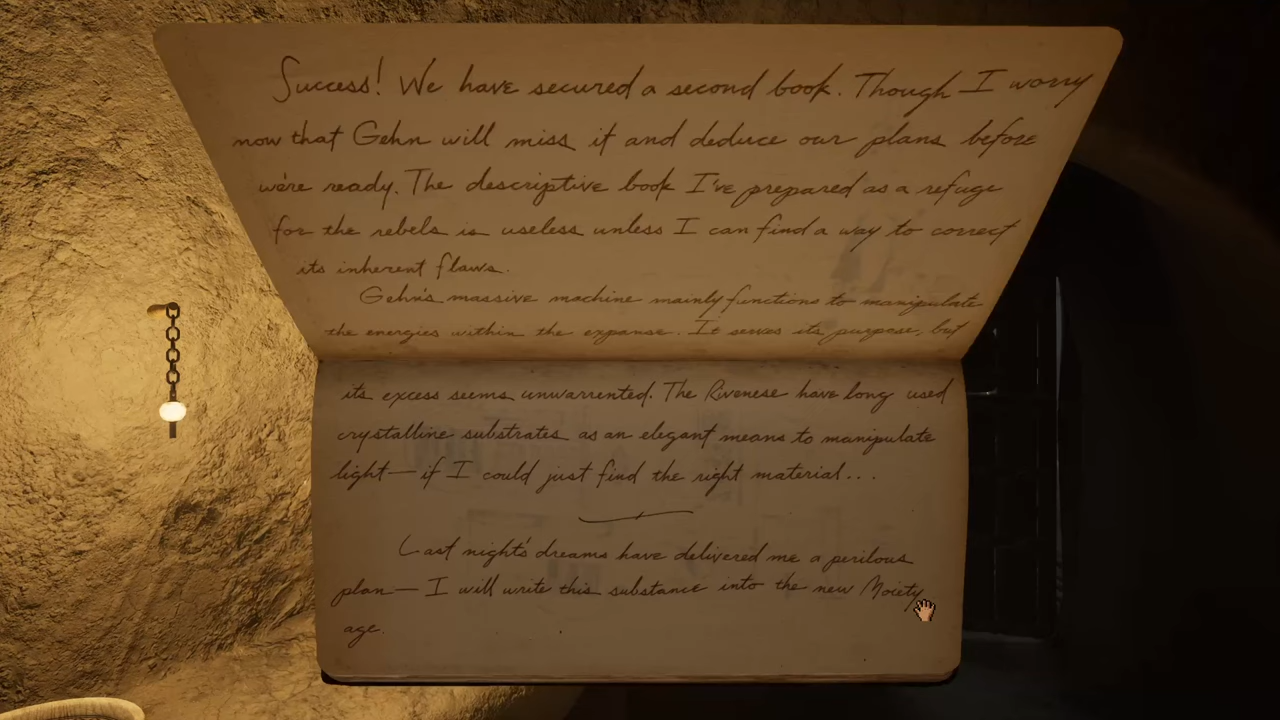 Success! We have secured a second book. Though I worry
now that Gehn will miss it and deduce our plans before
we're ready. The descriptive book I've prepared as a refuge
for the rebels is useless unless I can find a way to correct
its inherent flaws.
Gehn's massive machine mainly functions to manipulate
the energies within the expanse. It serves its purpose, but
its excess seems unwarrented. The Rivenese have long used
crystalline substrates as an elegant means to manipulate
light—if I could just find the right material...
Last night's dreams have delivered me a perilous
plan—I will write this substance into the new Moiety
age.